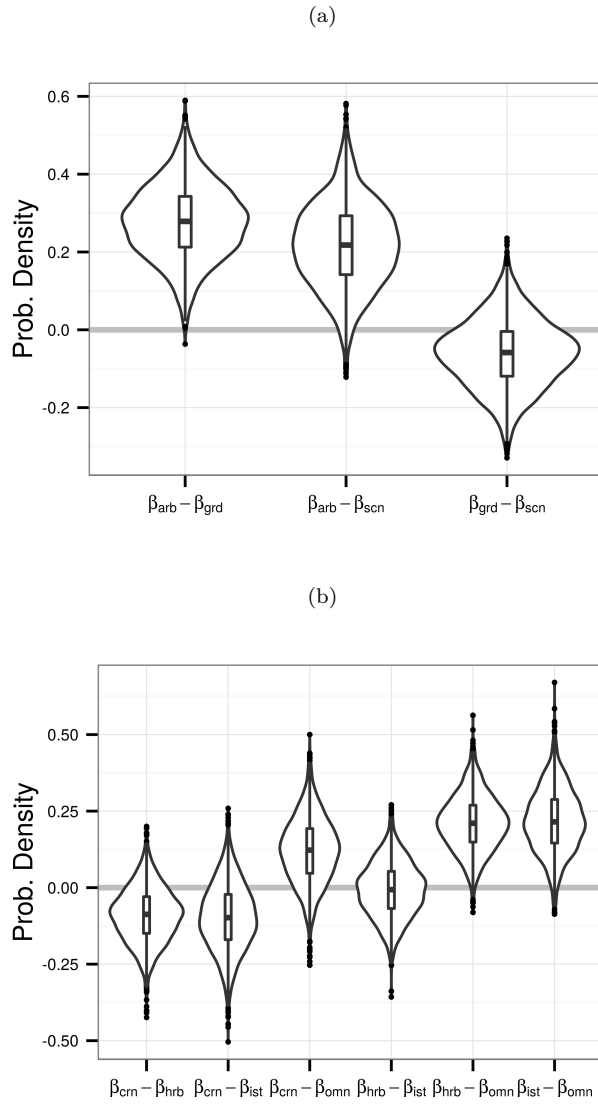 (a)
Prob. Density
0.6
0.4
0.2
0.0
-0.2
βarb − βgrd βarb − βscn βgrd − βscn
(b)
Prob. Density
0.50
0.25
0.00
-0.25
-0.50
βcrn − βhrb βcrn − βist βcrn − βomn βhrb − βist βhrb − βomn βist − βomn